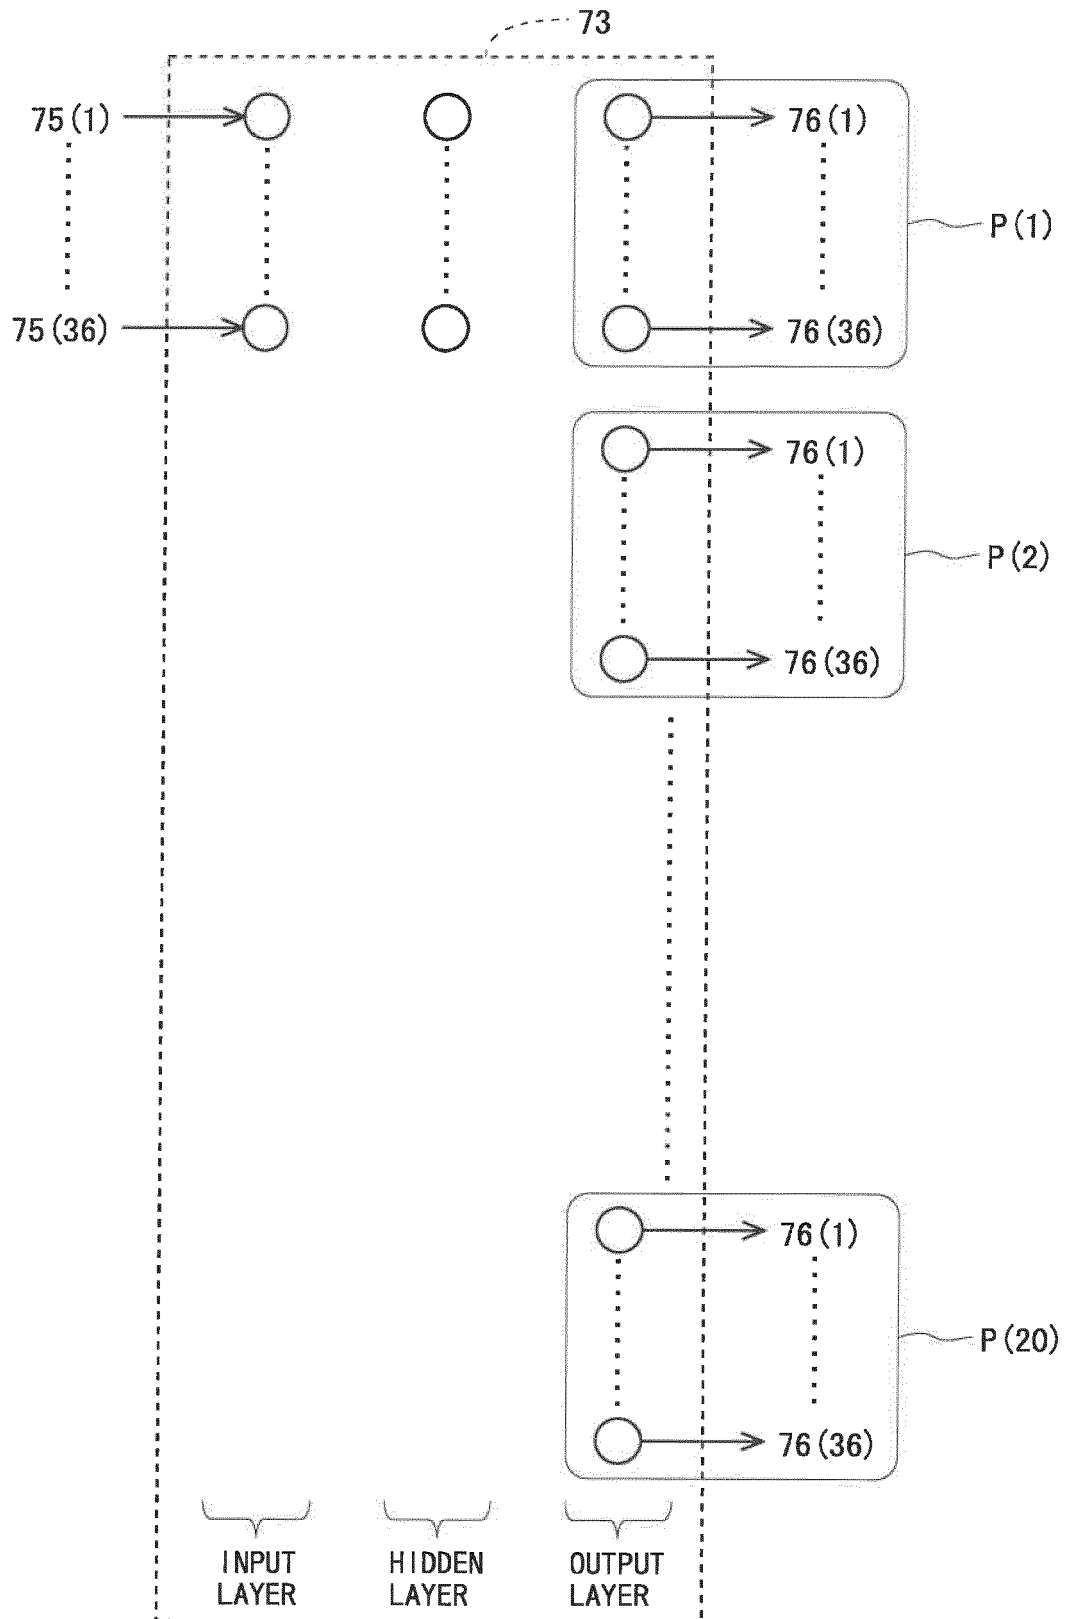 73
75(1)
76(1)
P(1)
75(36)
76(36)
76(1)
P(2)
76(36)
76(1)
P(20)
76(36)
INPUT
LAYER
HIDDEN
LAYER
OUTPUT
LAYER